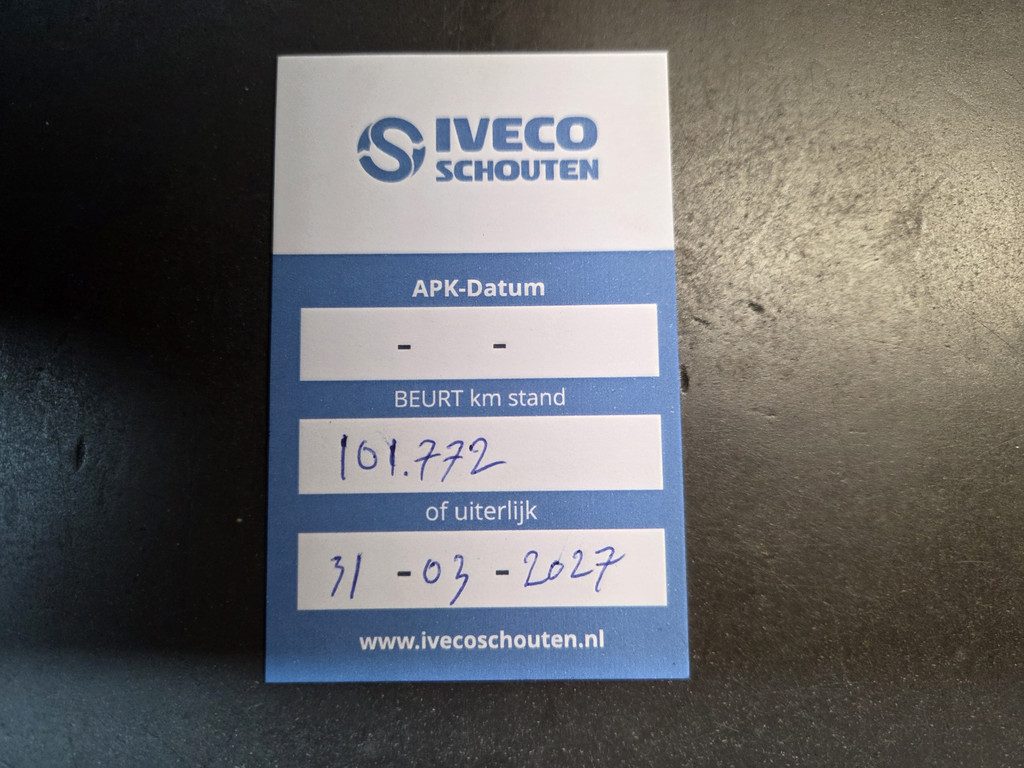 IVECO
SCHOUTEN
APK-Datum
- -
BEURT km stand
101.772
of uiterlijk
31 - 03 - 2027
www.ivecoschouten.nl